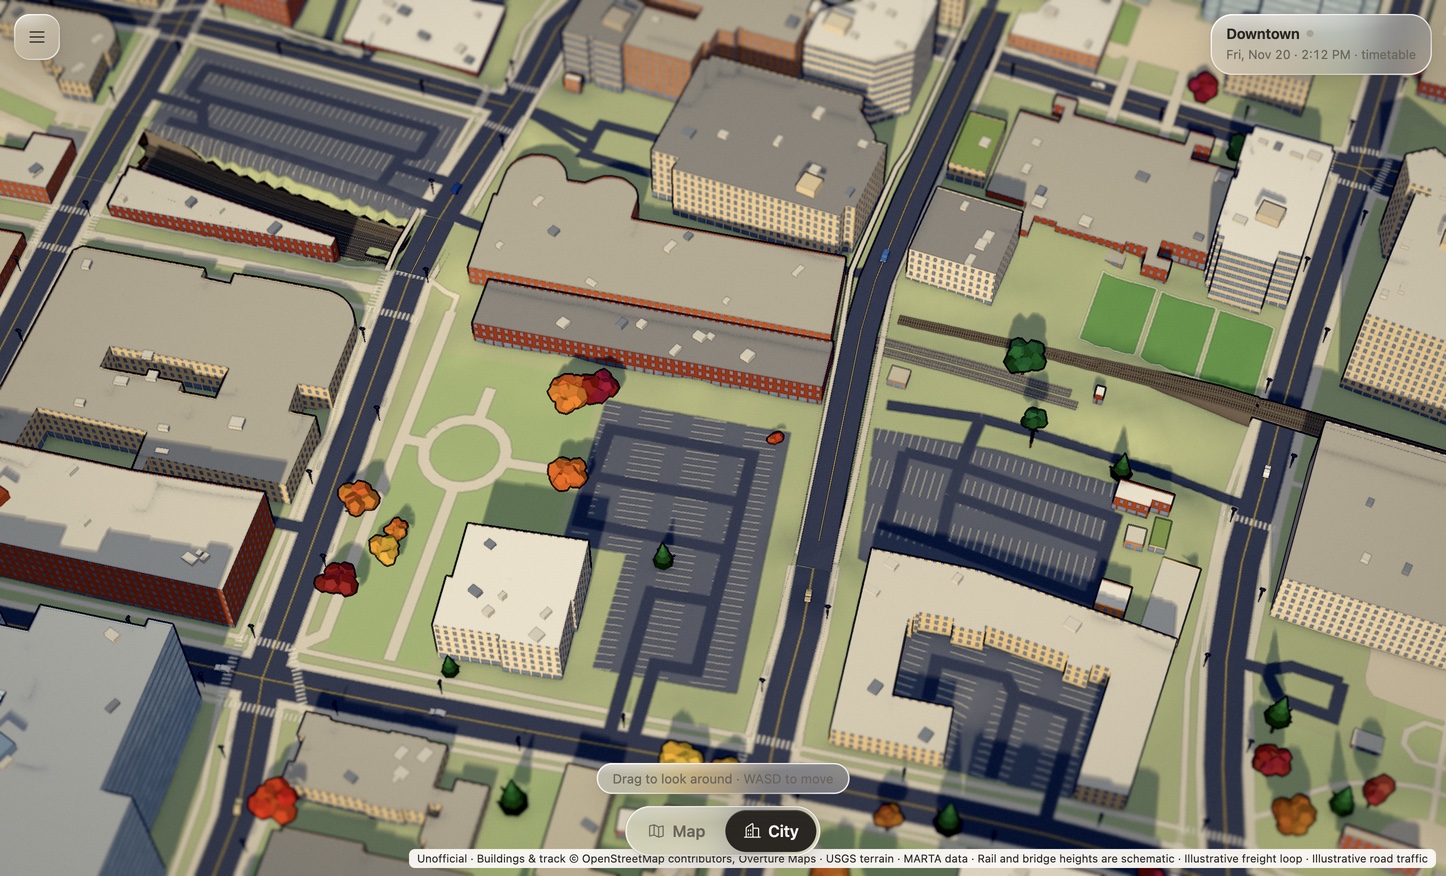 Downtown
Fri, Nov 20 · 2:12 PM · timetable
Drag to look around · WASD to move
Map
City
Unofficial · Buildings & track © OpenStreetMap contributors, Overture Maps · USGS terrain · MARTA data · Rail and bridge heights are schematic · Illustrative freight loop · Illustrative road traffic